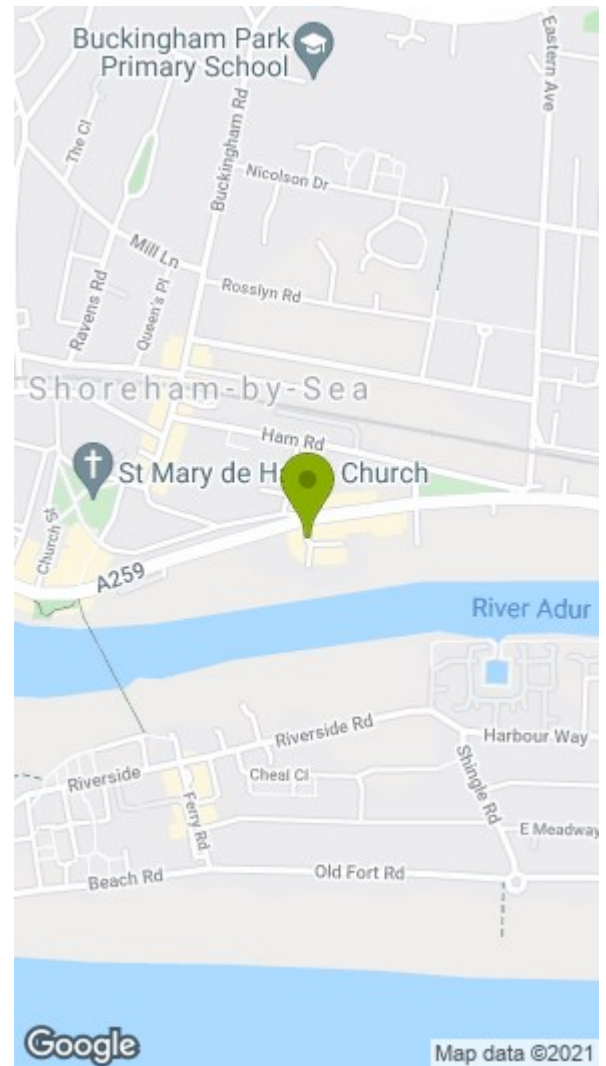 Buckingham Park
Primary School
Eastern Ave
The Cl
Buckingham Rd
Nicolson Dr
Mill Ln
Ravens Rd
Queen's Pl
Rosslyn Rd
Shoreham-by-Sea
Ham Rd
St Mary de Ha Church
Church St
A259
River Adur
Riverside Rd
Harbour Way
Riverside
Cheal Cl
Shingle Rd
Ferry Rd
E Meadway
Beach Rd
Old Fort Rd
Google
Map data ©2021